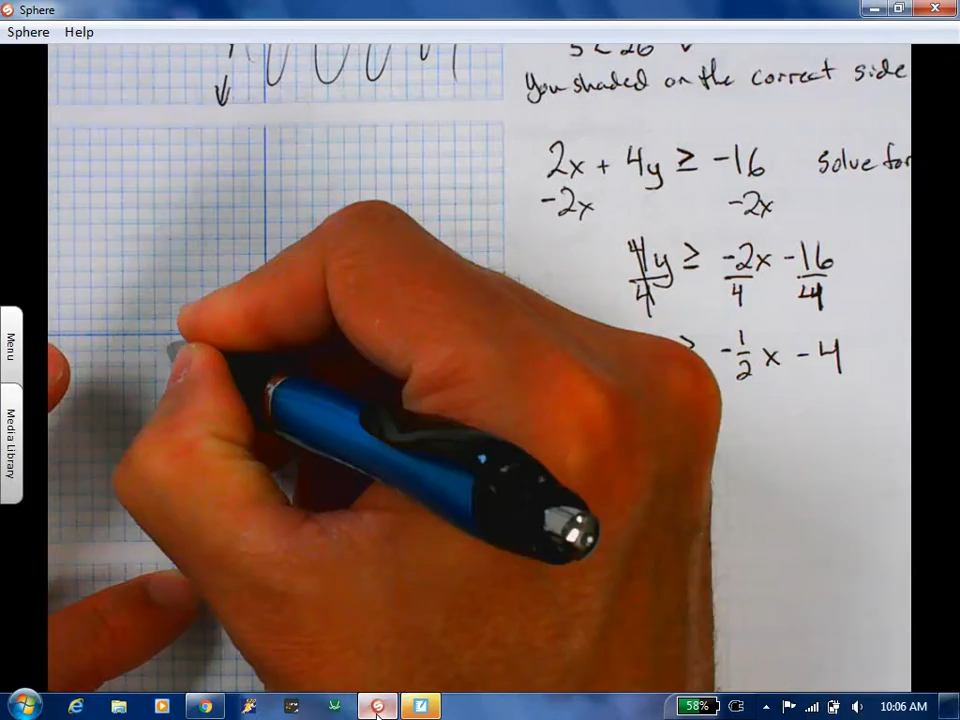 Sphere
Sphere Help
5 < 26 ✓
You shaded on the correct side
2x + 4y ≥ -16 solve for
-2x -2x
4y ≥ -2x -16
4 4 4
≥ -1/2 x - 4
Menu
Media Library
58%
10:06 AM